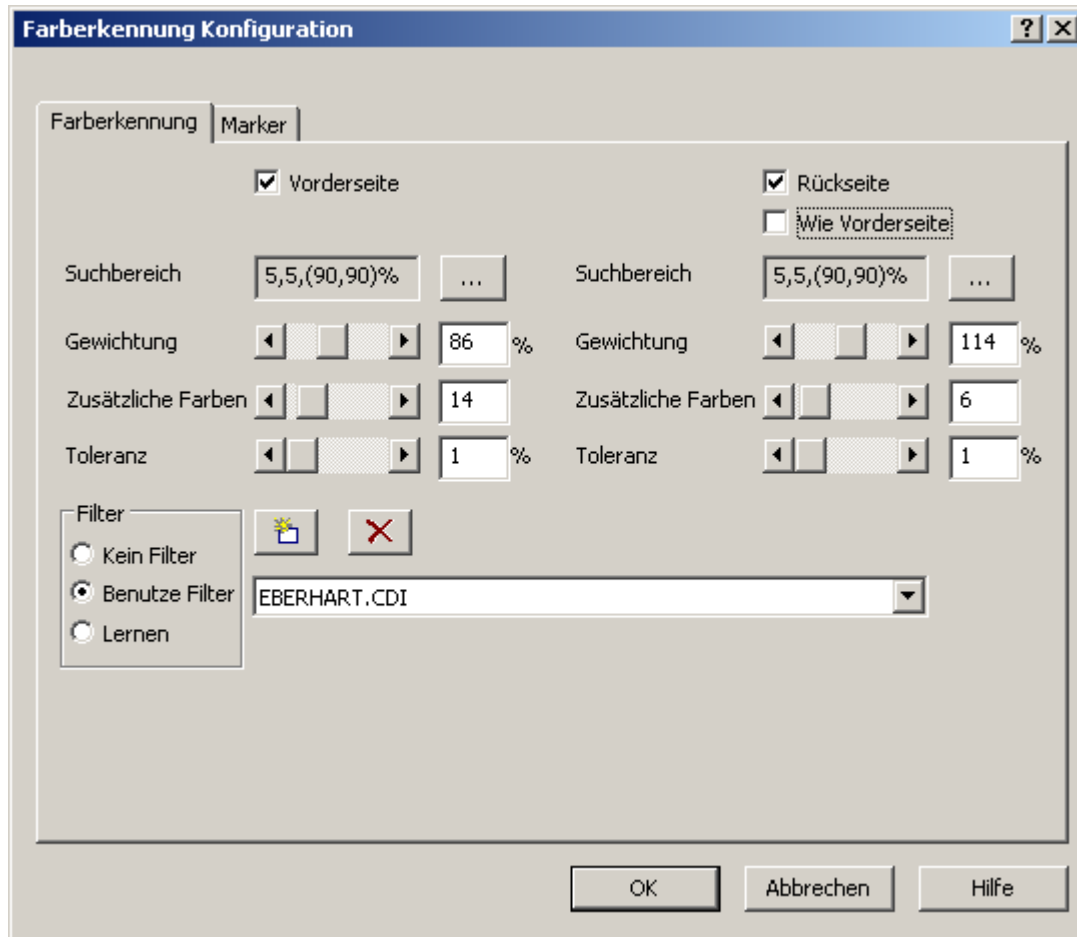 Farberkennung Konfiguration
Farberkennung Marker
Vorderseite Rückseite
Wie Vorderseite
Suchbereich 5,5,(90,90)% ... Suchbereich 5,5,(90,90)% ...
Gewichtung 86 % Gewichtung 114 %
Zusätzliche Farben 14 Zusätzliche Farben 6
Toleranz 1 % Toleranz 1 %
Filter
Kein Filter
Benutze Filter EBERHART.CDI
Lernen
OK Abbrechen Hilfe